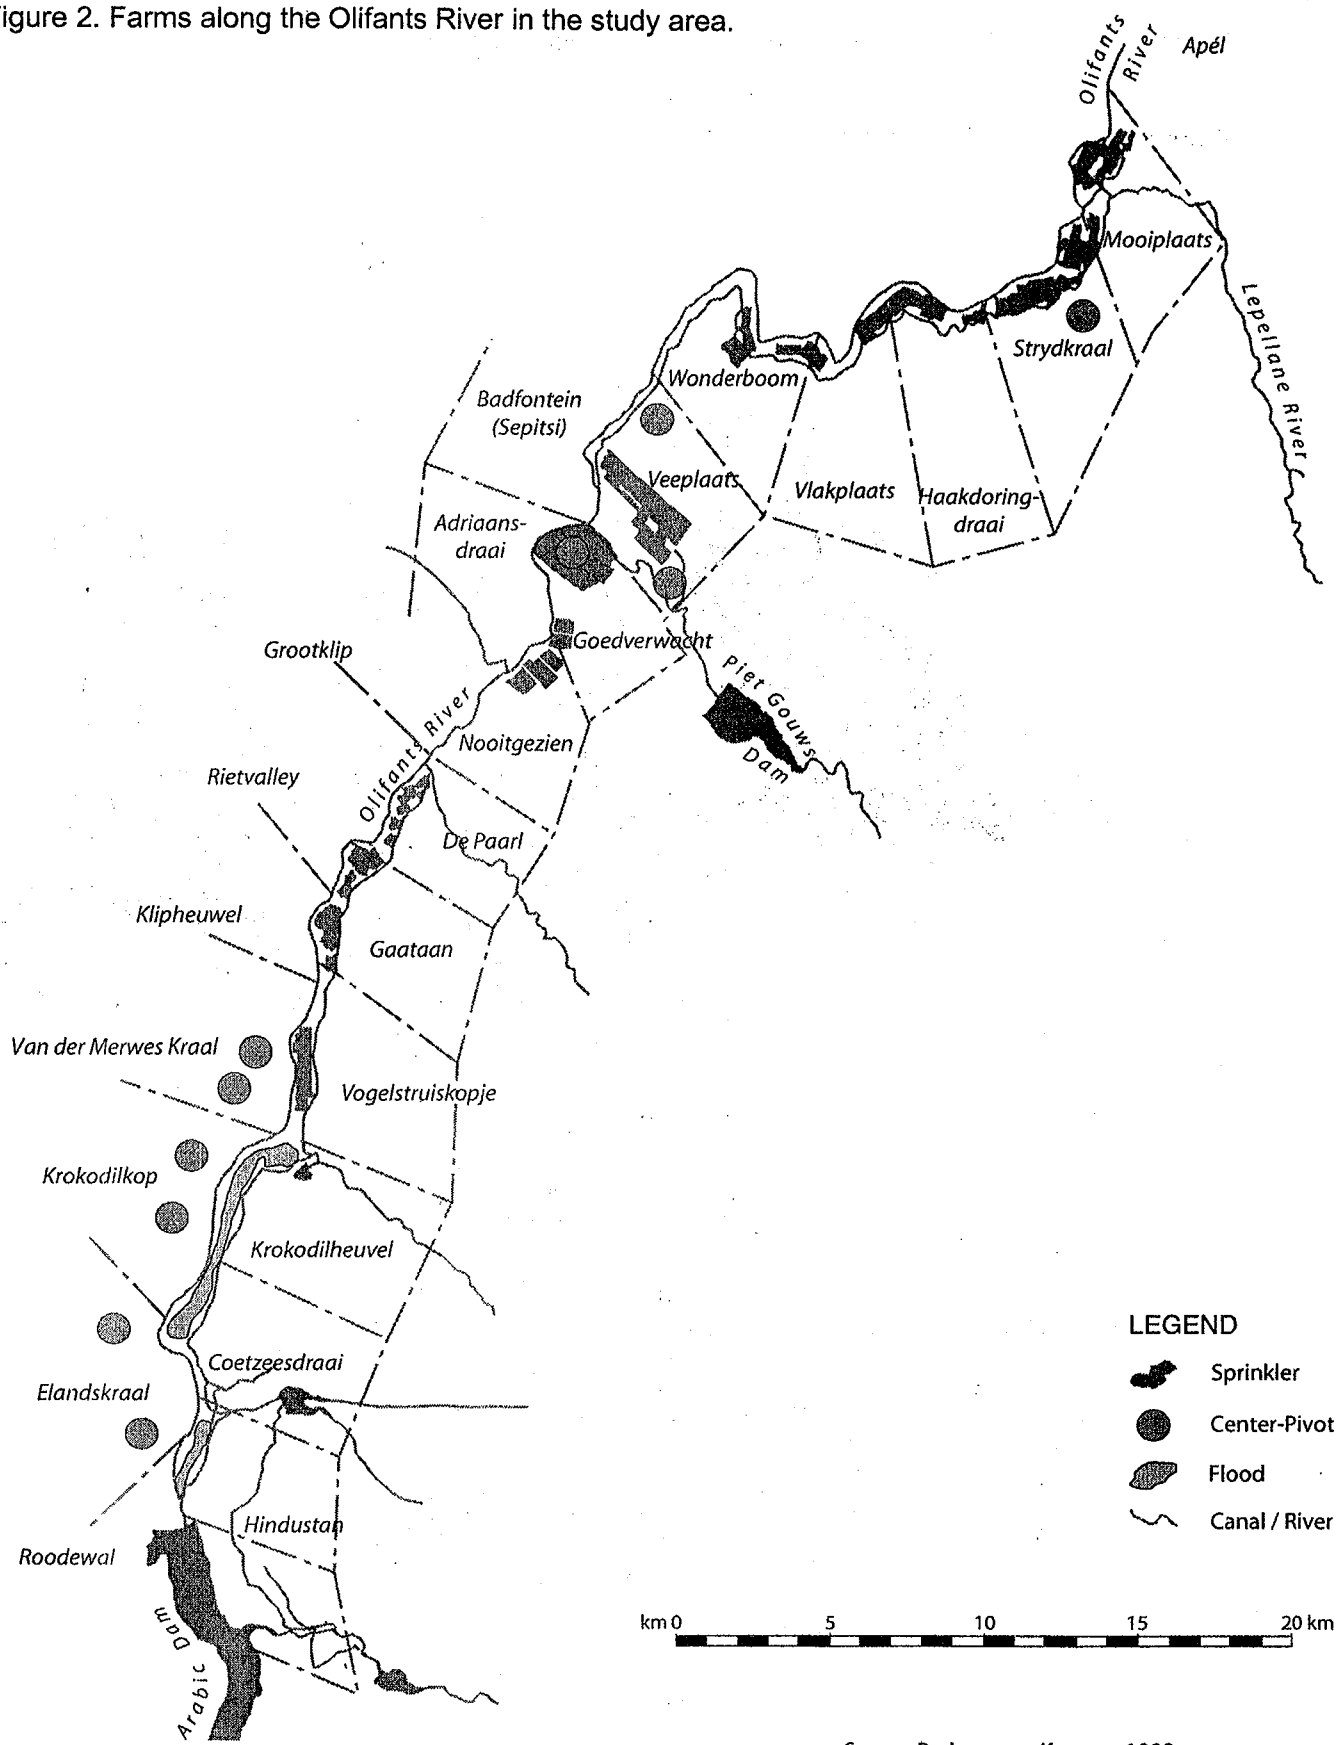 igure 2. Farms along the Olifants River in the study area.
Olifants
River
Apél
Mooiplaats
Lepellane River
Strydkraal
Wonderboom
Badfontein
(Sepitsi)
Veeplaats
Vlakplaats
Haakdoring-
draai
Adriaans-
draai
Goedverwacht
Grootklip
Piet Gouws
Dam
Olifants River
Nooitgezien
Rietvalley
De Paarl
Klipheuwel
Gaataan
Van der Merwes Kraal
Vogelstruiskopje
Krokodilkop
Krokodilheuvel
Coetzeesdraai
Elandskraal
Hindustan
Roodewal
Arabic Dam
LEGEND
Sprinkler
Center-Pivot
Flood
Canal / River
km 0 5 10 15 20 km